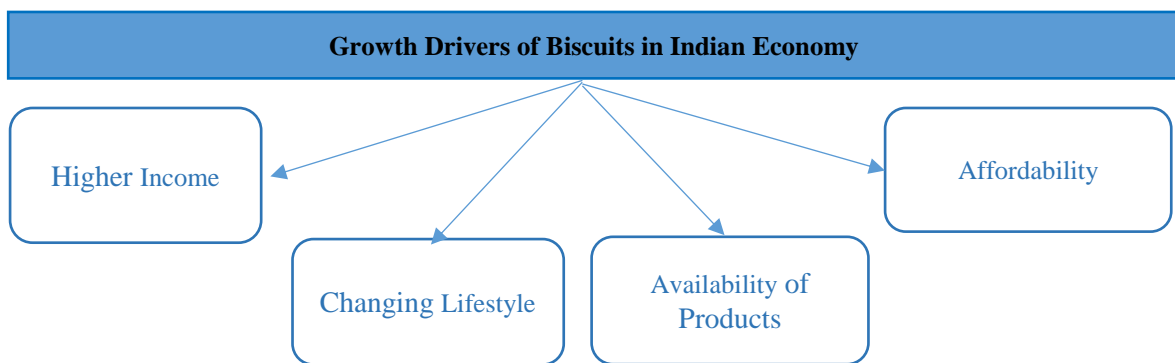 Growth Drivers of Biscuits in Indian Economy
Higher Income
Changing Lifestyle
Availability of
Products
Affordability